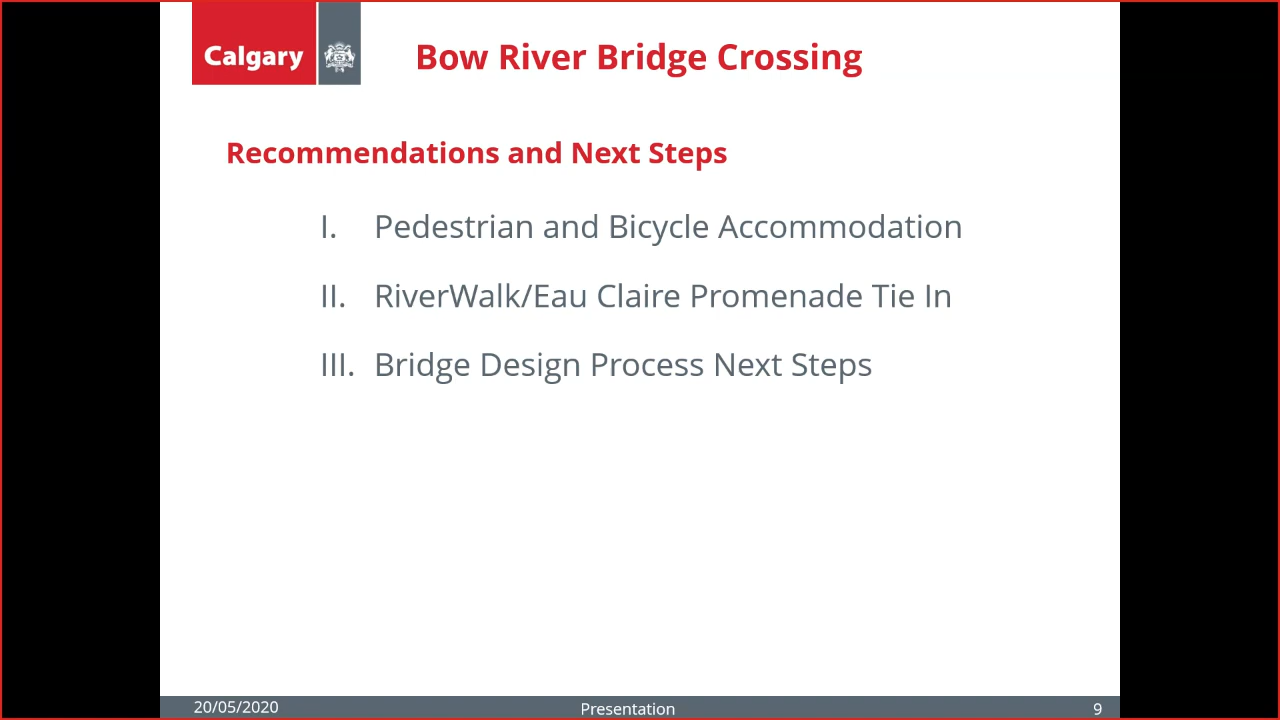 Calgary
Bow River Bridge Crossing
Recommendations and Next Steps
I. Pedestrian and Bicycle Accommodation
II. RiverWalk/Eau Claire Promenade Tie In
III. Bridge Design Process Next Steps
20/05/2020
Presentation
9